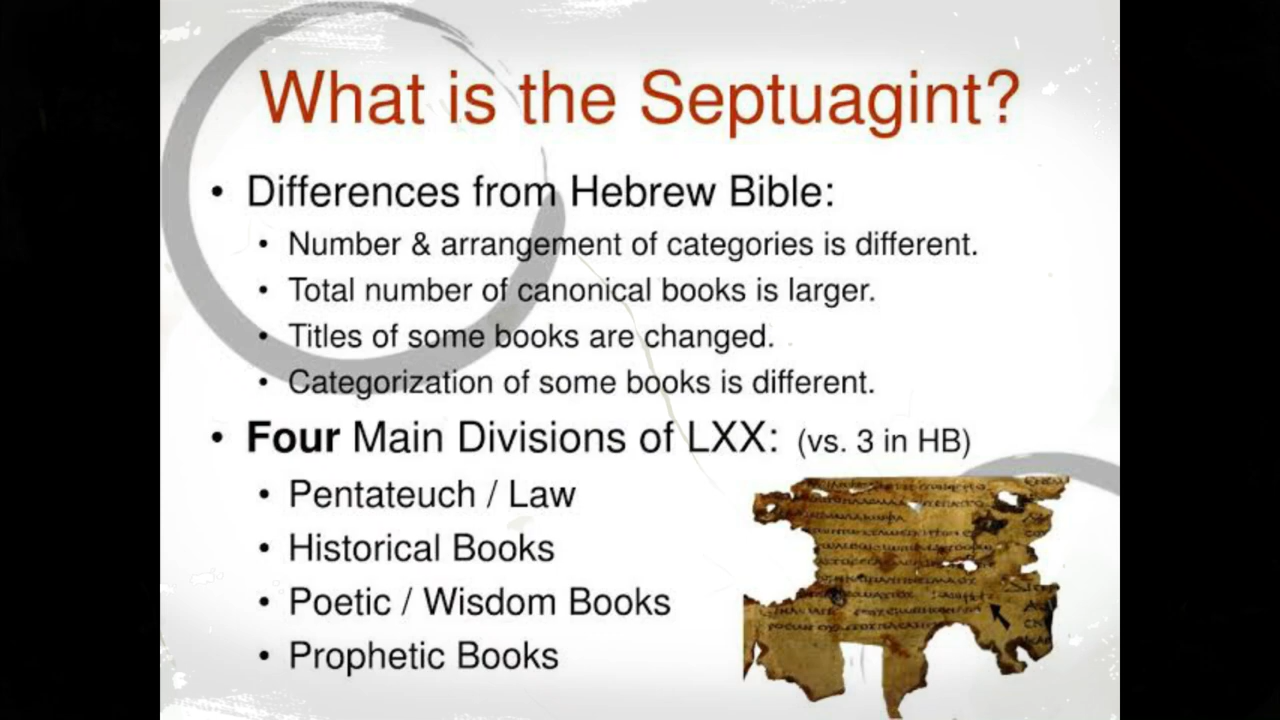 What is the Septuagint?
• Differences from Hebrew Bible:
• Number & arrangement of categories is different.
• Total number of canonical books is larger.
• Titles of some books are changed.
• Categorization of some books is different.
• Four Main Divisions of LXX: (vs. 3 in HB)
• Pentateuch / Law
• Historical Books
• Poetic / Wisdom Books
• Prophetic Books